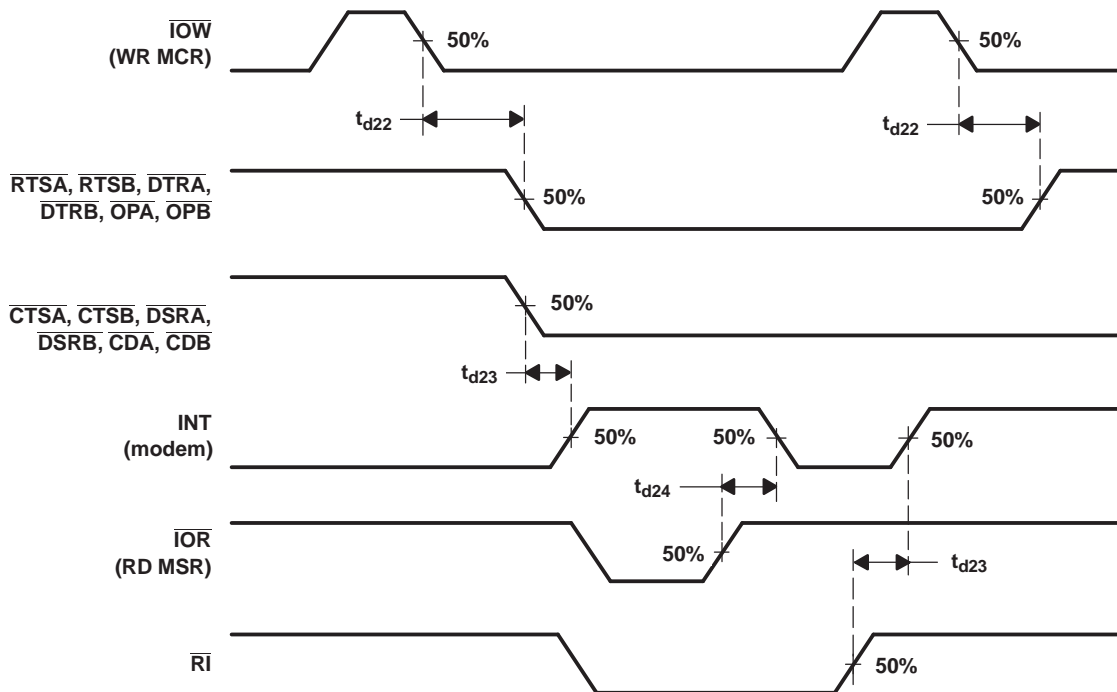 IOW
(WR MCR)
50%
50%
td22
td22
RTSA, RTSB, DTRA,
DTRB, OPA, OPB
50%
50%
CTSA, CTSB, DSRA,
DSRB, CDA, CDB
50%
td23
INT
(modem)
50%
50%
50%
td24
IOR
(RD MSR)
50%
td23
RI
50%